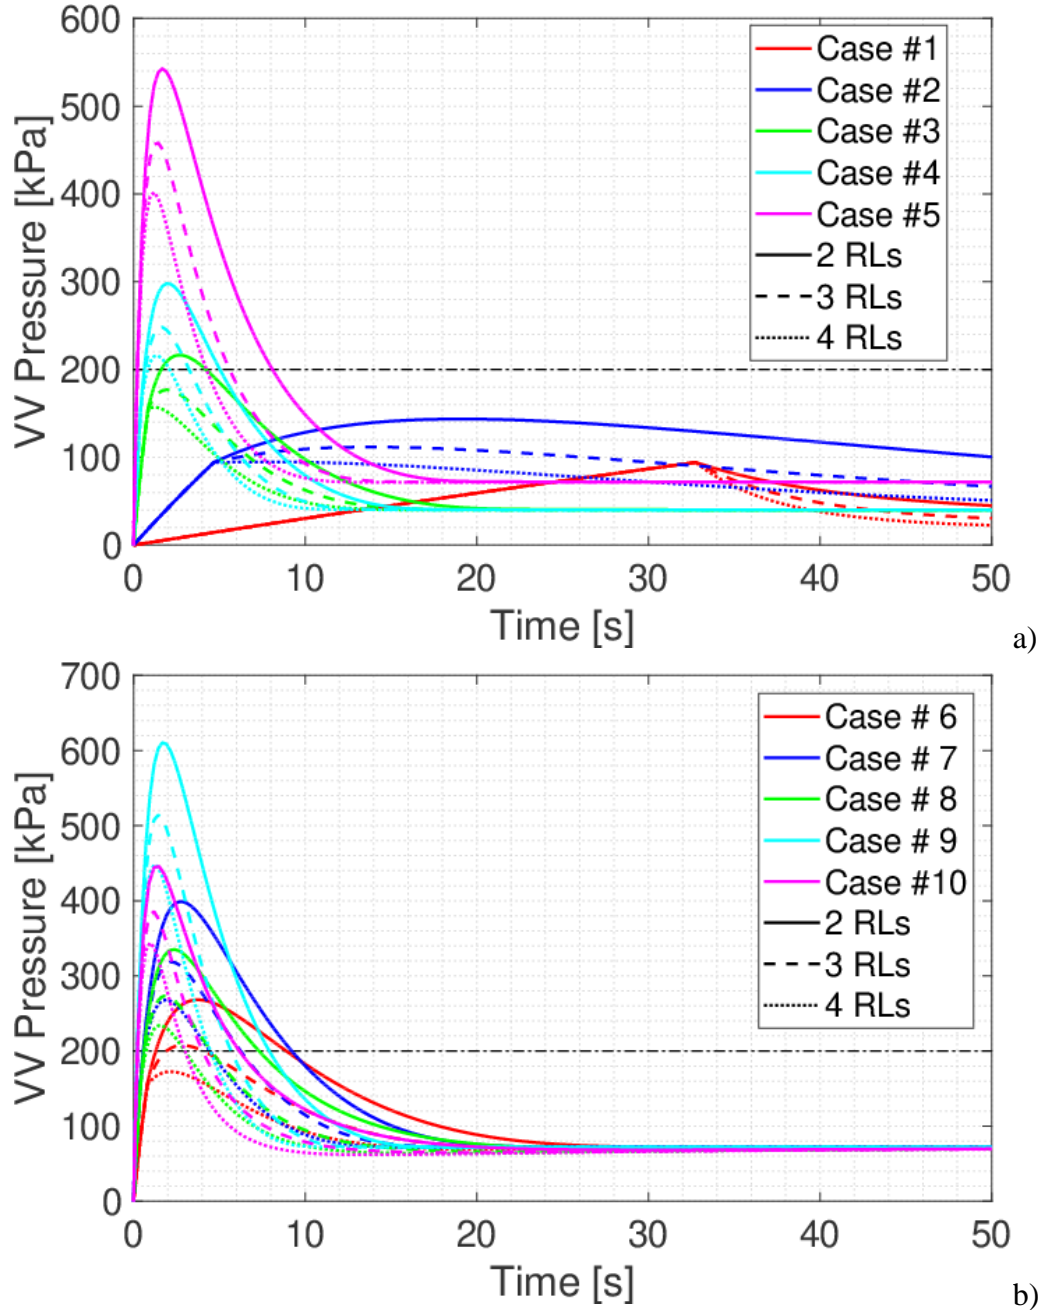 600
500
400
300
200
100
0
VV Pressure [kPa]
Case #1
Case #2
Case #3
Case #4
Case #5
2 RLs
3 RLs
4 RLs
0 10 20 30 40 50
Time [s]
a)
700
600
500
400
300
200
100
0
VV Pressure [kPa]
Case # 6
Case # 7
Case # 8
Case # 9
Case #10
2 RLs
3 RLs
4 RLs
0 10 20 30 40 50
Time [s]
b)